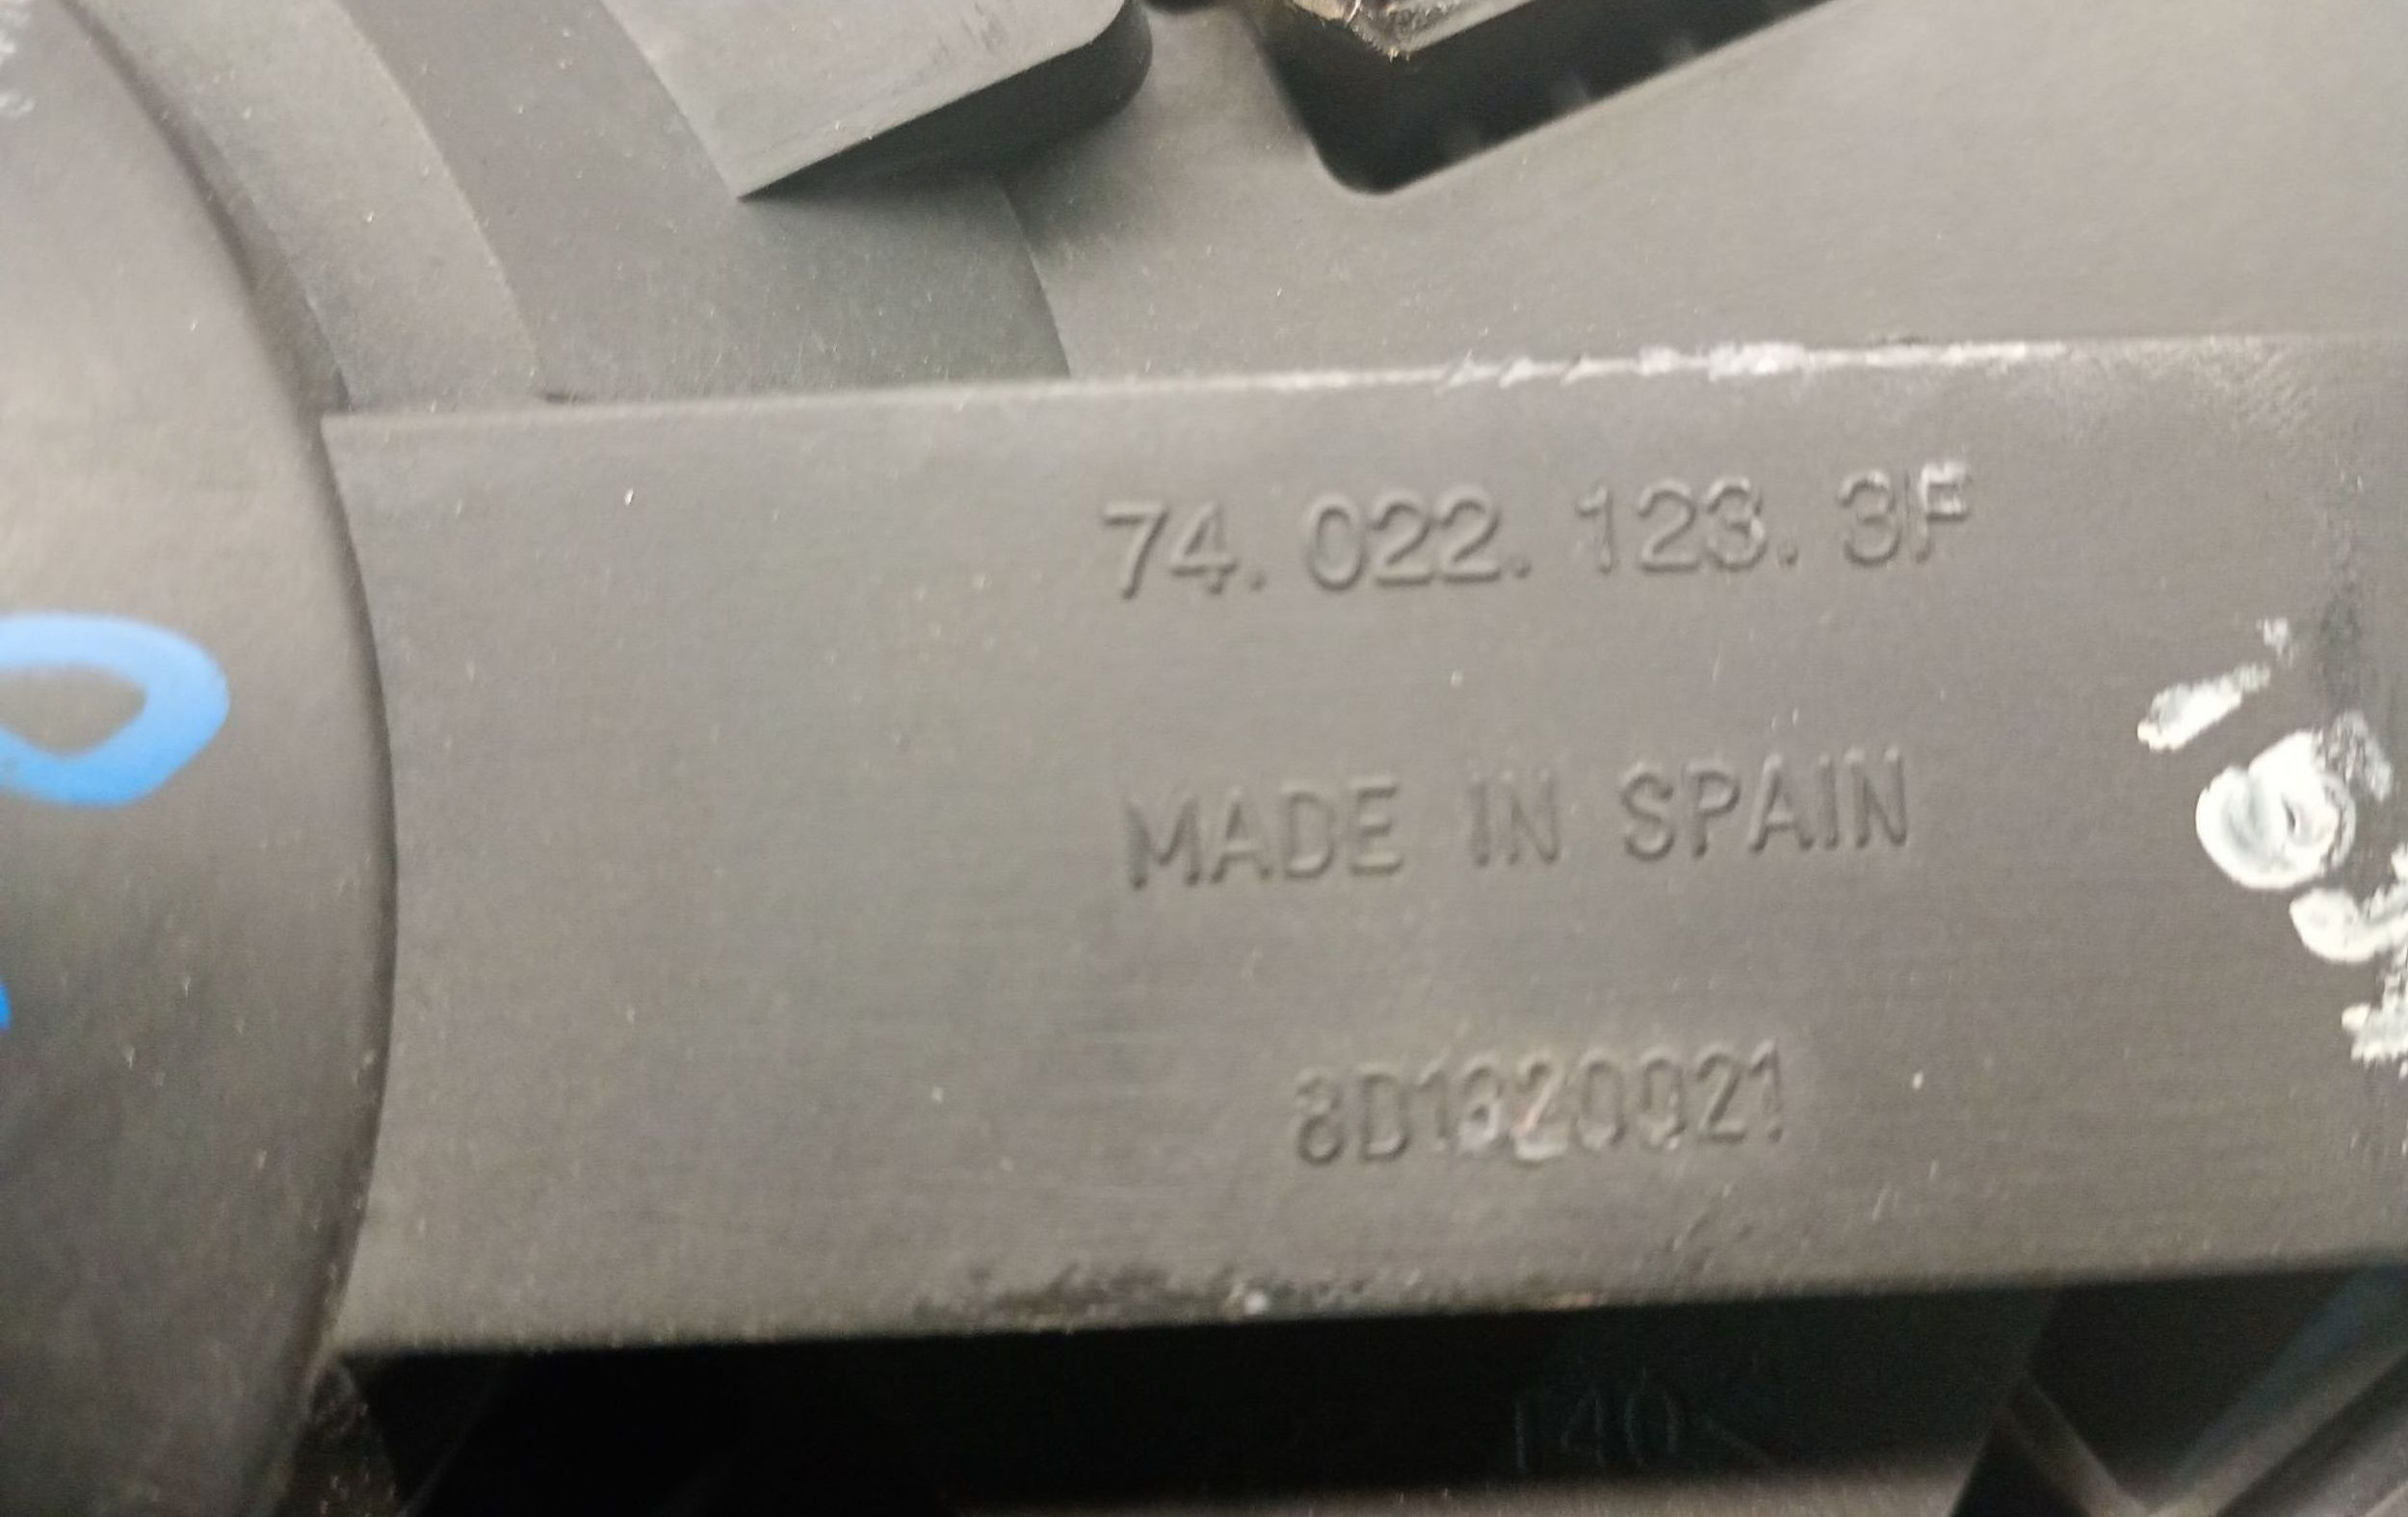 74. 022. 123. 3F
MADE IN SPAIN
8D1820021